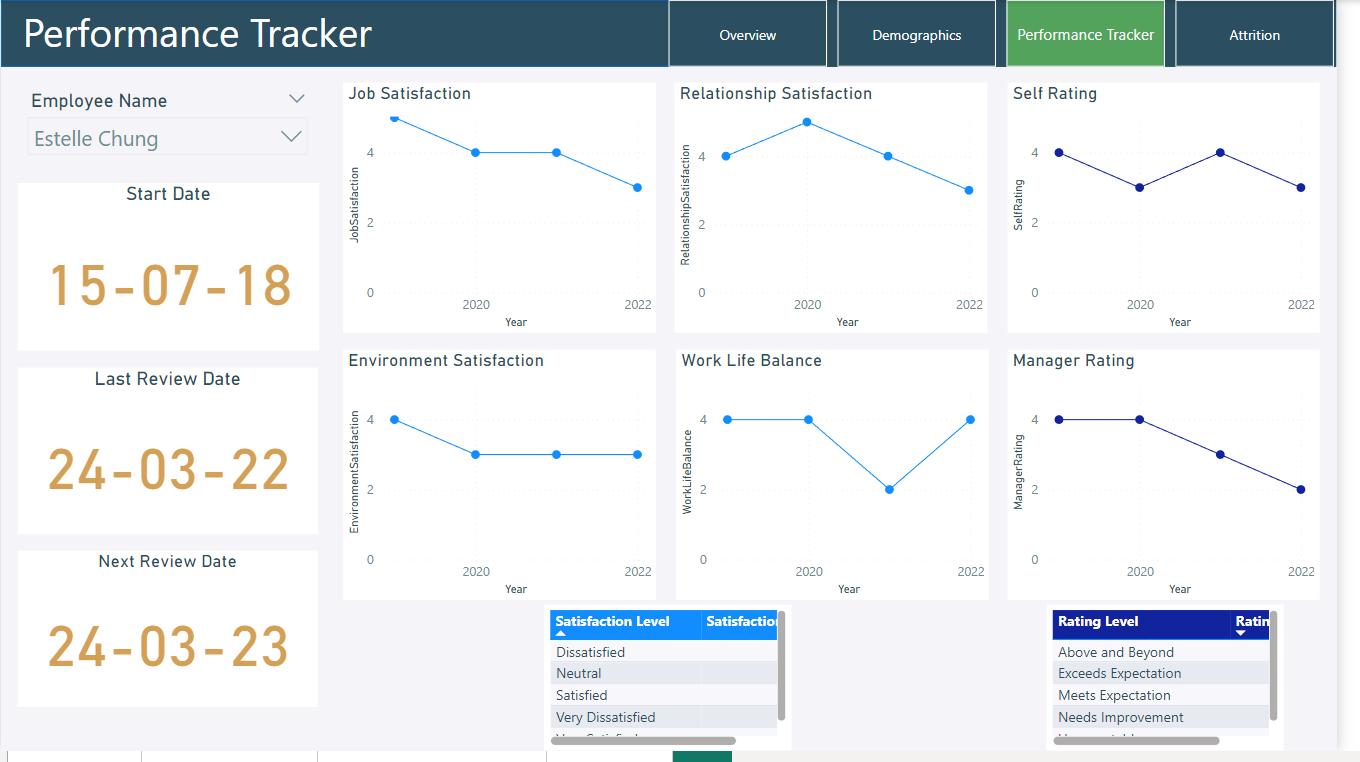 Performance Tracker
Overview
Demographics
Performance Tracker
Attrition
Employee Name
Estelle Chung
Start Date
15-07-18
Last Review Date
24-03-22
Next Review Date
24-03-23
Job Satisfaction
JobSatisfaction
4
2
0
2020
2022
Year
Relationship Satisfaction
RelationshipSatisfaction
4
2
0
2020
2022
Year
Self Rating
SelfRating
4
2
0
2020
2022
Year
Environment Satisfaction
EnvironmentSatisfaction
4
2
0
2020
2022
Year
Work Life Balance
WorkLifeBalance
4
2
0
2020
2022
Year
Manager Rating
ManagerRating
4
2
0
2020
2022
Year
Satisfaction Level Satisfaction
Dissatisfied
Neutral
Satisfied
Very Dissatisfied
Rating Level Ratin
Above and Beyond
Exceeds Expectation
Meets Expectation
Needs Improvement